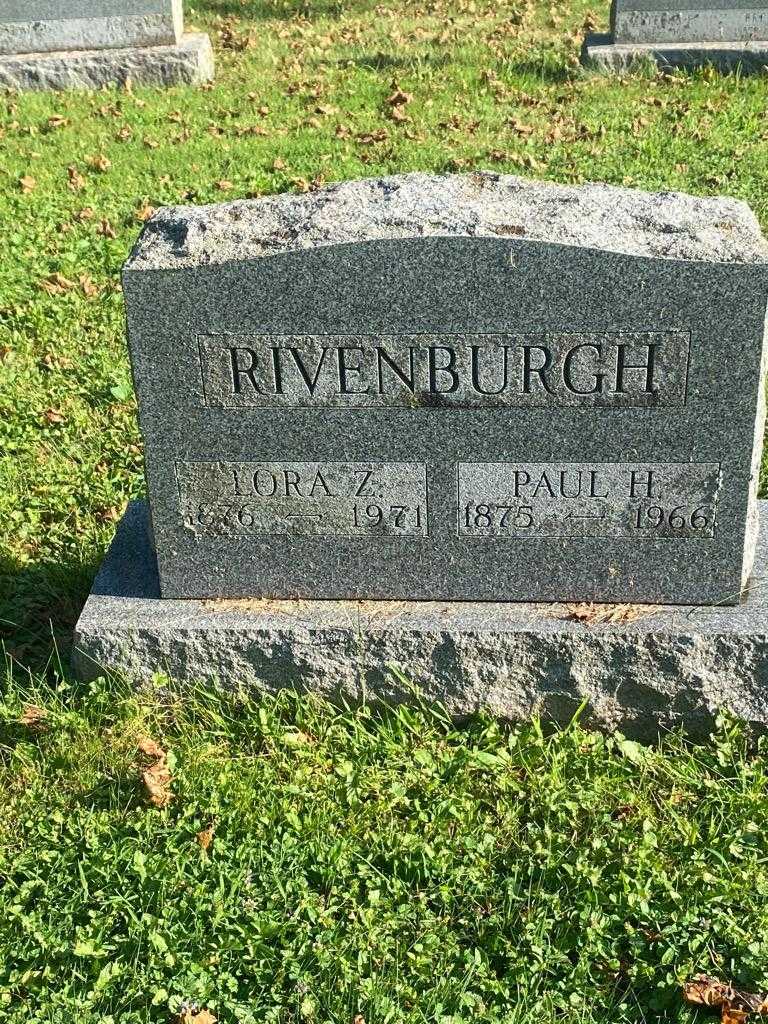 RIVENBURGH
LORA Z.
1876 — 1971
PAUL H.
1875 — 1966